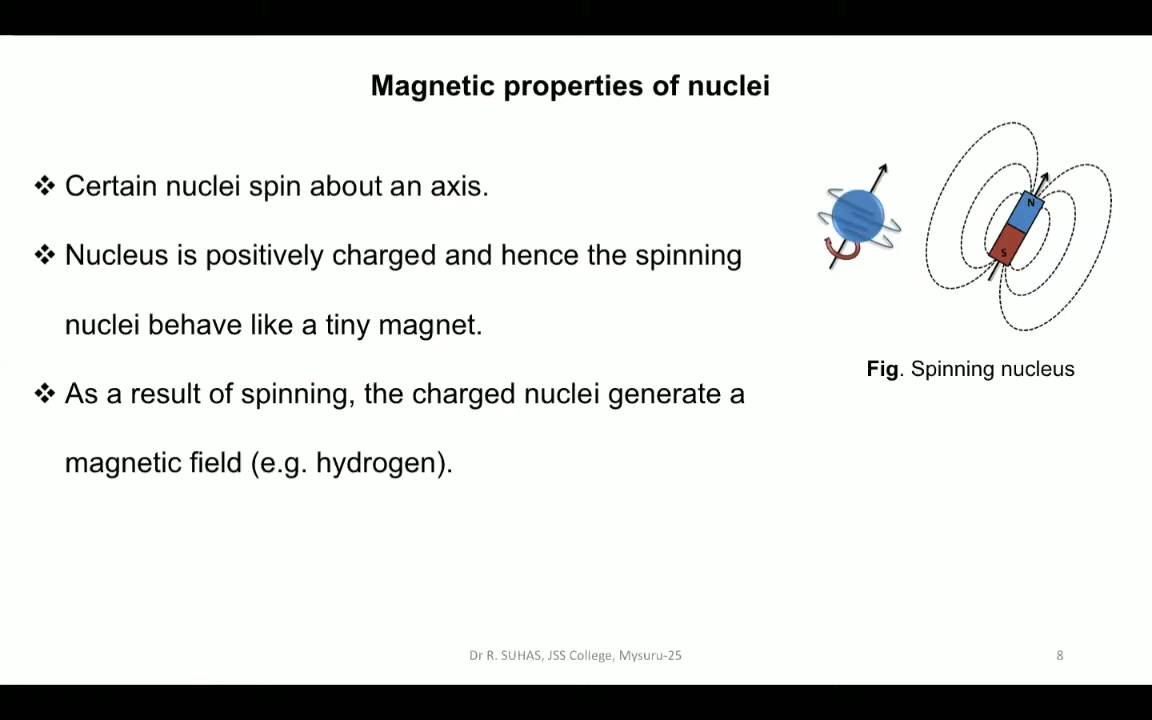 Magnetic properties of nuclei
❖ Certain nuclei spin about an axis.
❖ Nucleus is positively charged and hence the spinning
nuclei behave like a tiny magnet.
❖ As a result of spinning, the charged nuclei generate a
magnetic field (e.g. hydrogen).
N
S
Fig. Spinning nucleus
Dr R. SUHAS, JSS College, Mysuru-25
8